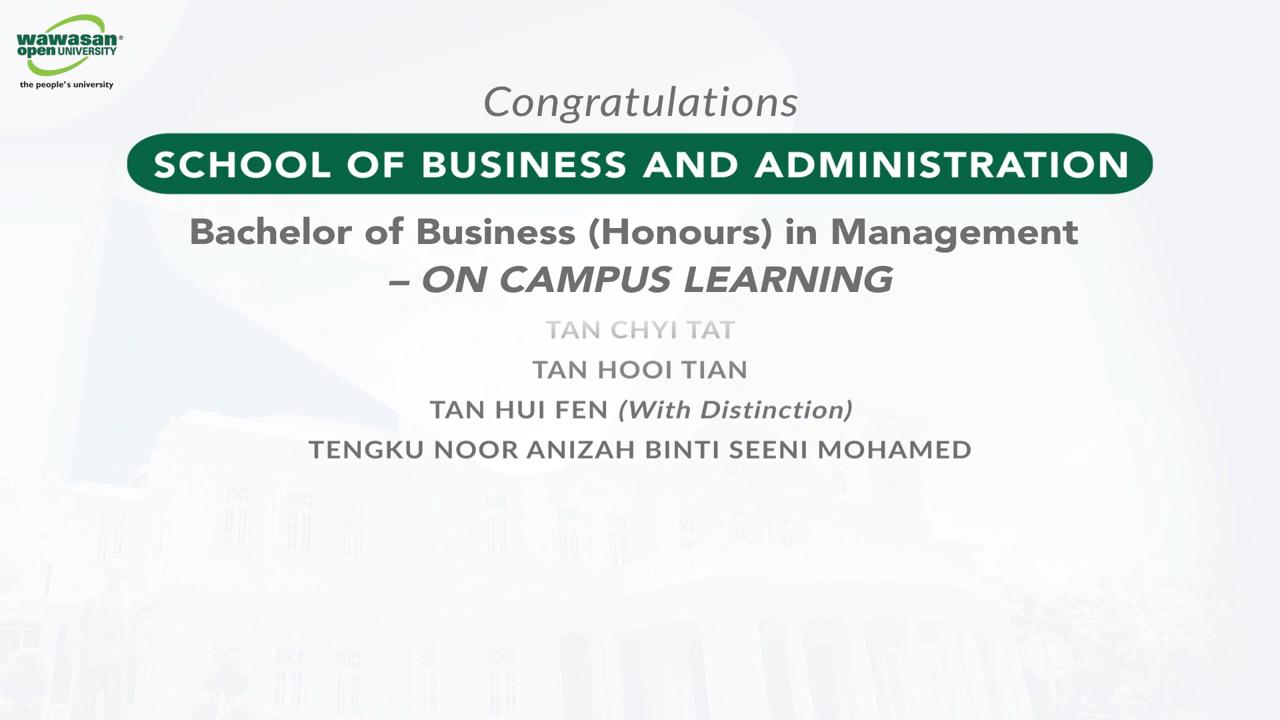 wawasan®
open UNIVERSITY
the people's university
Congratulations
SCHOOL OF BUSINESS AND ADMINISTRATION
Bachelor of Business (Honours) in Management
– ON CAMPUS LEARNING
TAN CHYI TAT
TAN HOOI TIAN
TAN HUI FEN (With Distinction)
TENGKU NOOR ANIZAH BINTI SEENI MOHAMED